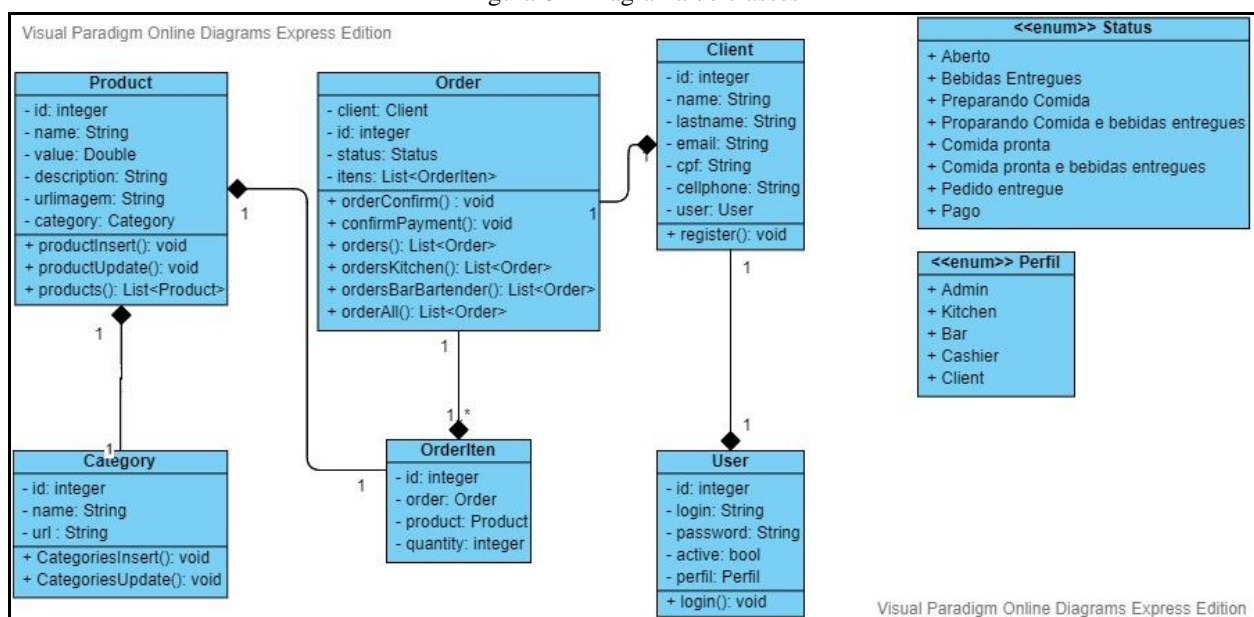 Visual Paradigm Online Diagrams Express Edition
Product
- id: integer
- name: String
- value: Double
- description: String
- urlimagem: String
- category: Category
+ productInsert(): void
+ productUpdate(): void
+ products(): List<Product>
1
1
1
Category
- id: integer
- name: String
- url : String
+ CategoriesInsert(): void
+ CategoriesUpdate(): void
Order
- client: Client
- id: integer
- status: Status
- itens: List<OrderIten>
+ orderConfirm() : void
+ confirmPayment(): void
+ orders(): List<Order>
+ ordersKitchen(): List<Order>
+ ordersBarBartender(): List<Order>
+ orderAll(): List<Order>
1
1
1..*
1
OrderIten
- id: integer
- order: Order
- product: Product
- quantity: integer
Client
- id: integer
- name: String
- lastname: String
- email: String
- cpf: String
- cellphone: String
- user: User
+ register(): void
1
1
User
- id: integer
- login: String
- password: String
- active: bool
- perfil: Perfil
+ login(): void
<<enum>> Status
+ Aberto
+ Bebidas Entregues
+ Preparando Comida
+ Proparando Comida e bebidas entregues
+ Comida pronta
+ Comida pronta e bebidas entregues
+ Pedido entregue
+ Pago
<<enum>> Perfil
+ Admin
+ Kitchen
+ Bar
+ Cashier
+ Client
Visual Paradigm Online Diagrams Express Edition